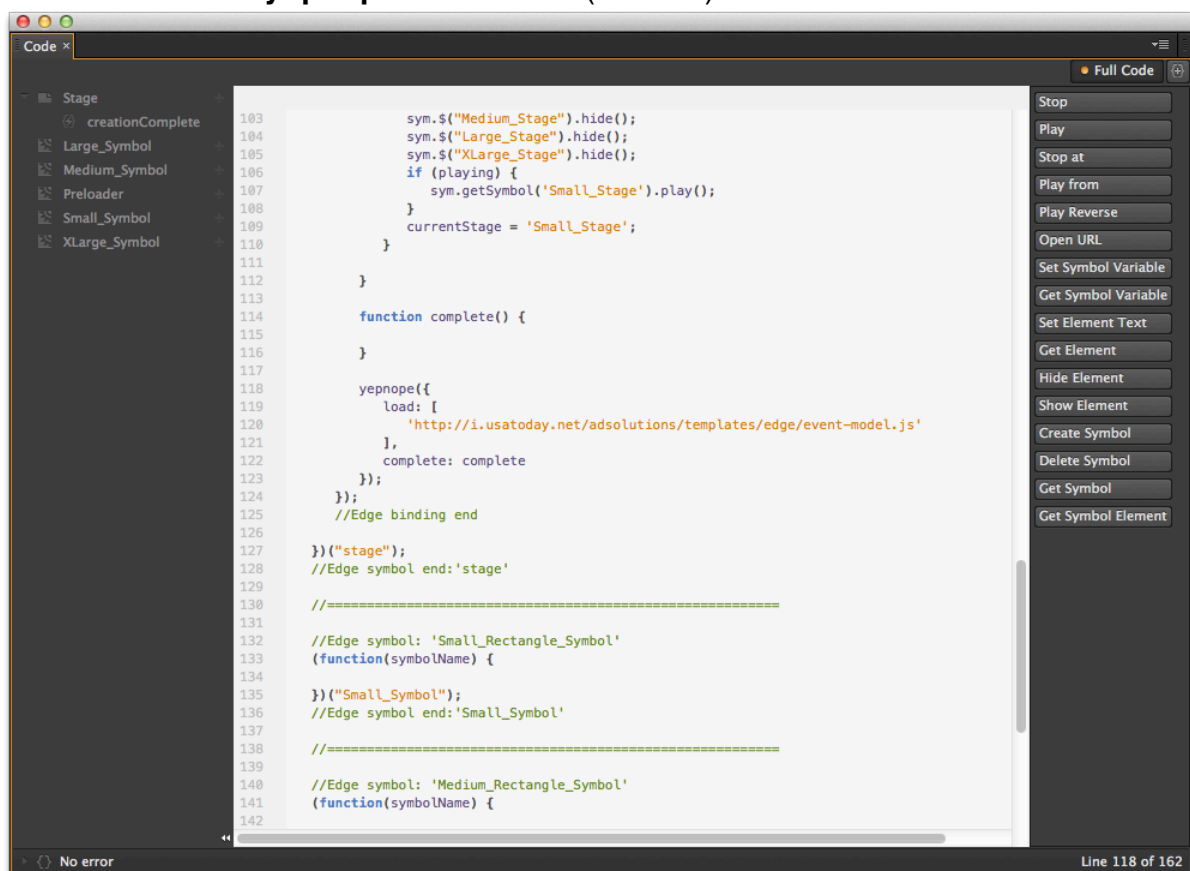 Code ×
Full Code
Stage
creationComplete
Large_Symbol
Medium_Symbol
Preloader
Small_Symbol
XLarge_Symbol
103 sym.$("Medium_Stage").hide();
104 sym.$("Large_Stage").hide();
105 sym.$("XLarge_Stage").hide();
106 if (playing) {
107 sym.getSymbol('Small_Stage').play();
108 }
109 currentStage = 'Small_Stage';
110 }
111
112 }
113
114 function complete() {
115
116 }
117
118 yepnope({
119 load: [
120 'http://i.usatoday.net/adsolutions/templates/edge/event-model.js'
121 ],
122 complete: complete
123 });
124 });
125 //Edge binding end
126
127 })("stage");
128 //Edge symbol end:'stage'
129
130 //=========================================================
131
132 //Edge symbol: 'Small_Rectangle_Symbol'
133 (function(symbolName) {
134
135 })("Small_Symbol");
136 //Edge symbol end:'Small_Symbol'
137
138 //=========================================================
139
140 //Edge symbol: 'Medium_Rectangle_Symbol'
141 (function(symbolName) {
142
Stop
Play
Stop at
Play from
Play Reverse
Open URL
Set Symbol Variable
Get Symbol Variable
Set Element Text
Get Element
Hide Element
Show Element
Create Symbol
Delete Symbol
Get Symbol
Get Symbol Element
{} No error
Line 118 of 162